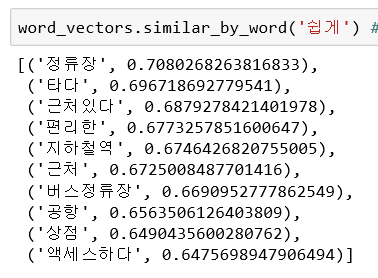 word_vectors.similar_by_word('쉽게') #
[('정류장', 0.7080268263816833),
('타다', 0.696718692779541),
('근처있다', 0.6879278421401978),
('편리한', 0.6773257851600647),
('지하철역', 0.6746426820755005),
('근처', 0.6725008487701416),
('버스정류장', 0.6690952777862549),
('공항', 0.6563506126403809),
('상점', 0.6490435600280762),
('액세스하다', 0.6475698947906494)]